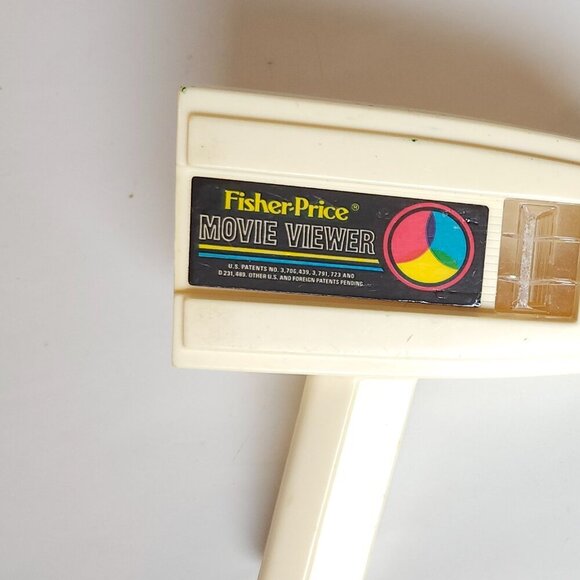 Fisher-Price®
MOVIE VIEWER
U.S. PATENTS NO. 3,706,439, 3,791,723 AND
D.231,489. OTHER U.S. AND FOREIGN PATENTS PENDING.